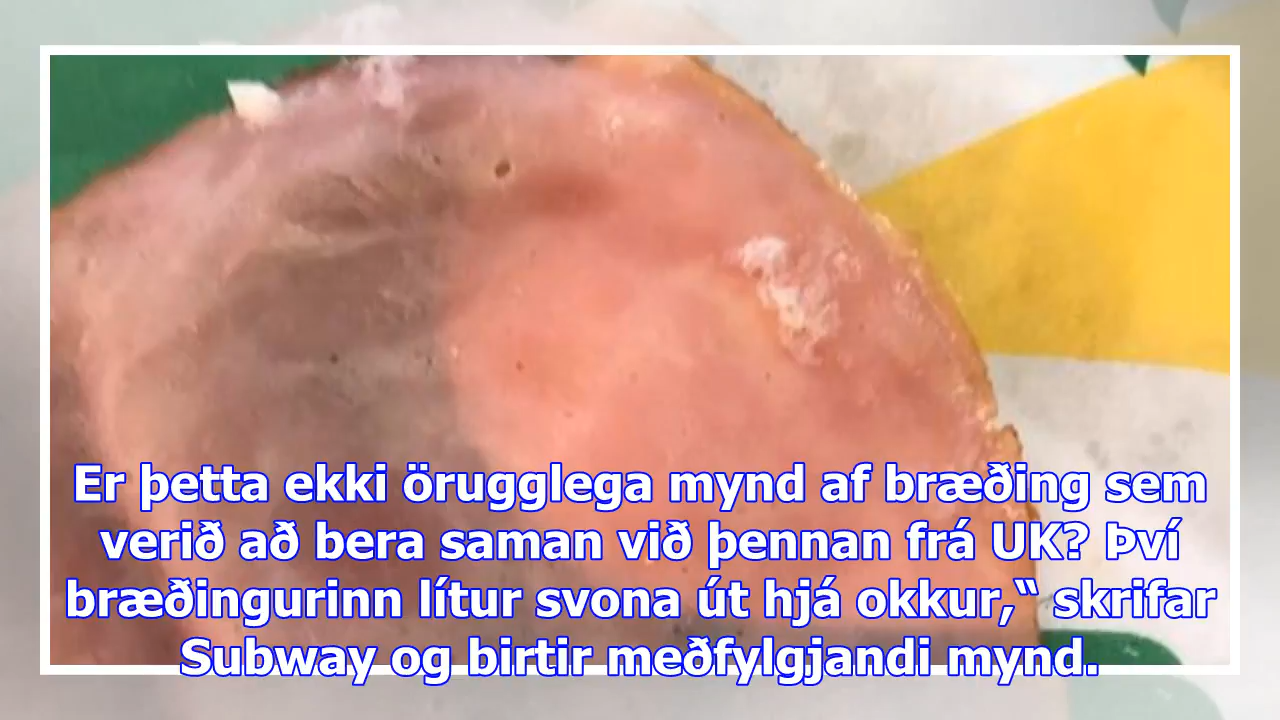 Er þetta ekki örugglega mynd af bræðing sem
verið að bera saman við þennan frá UK? Því
bræðingurinn lítur svona út hjá okkur,“ skrifar
Subway og birtir meðfylgjandi mynd.